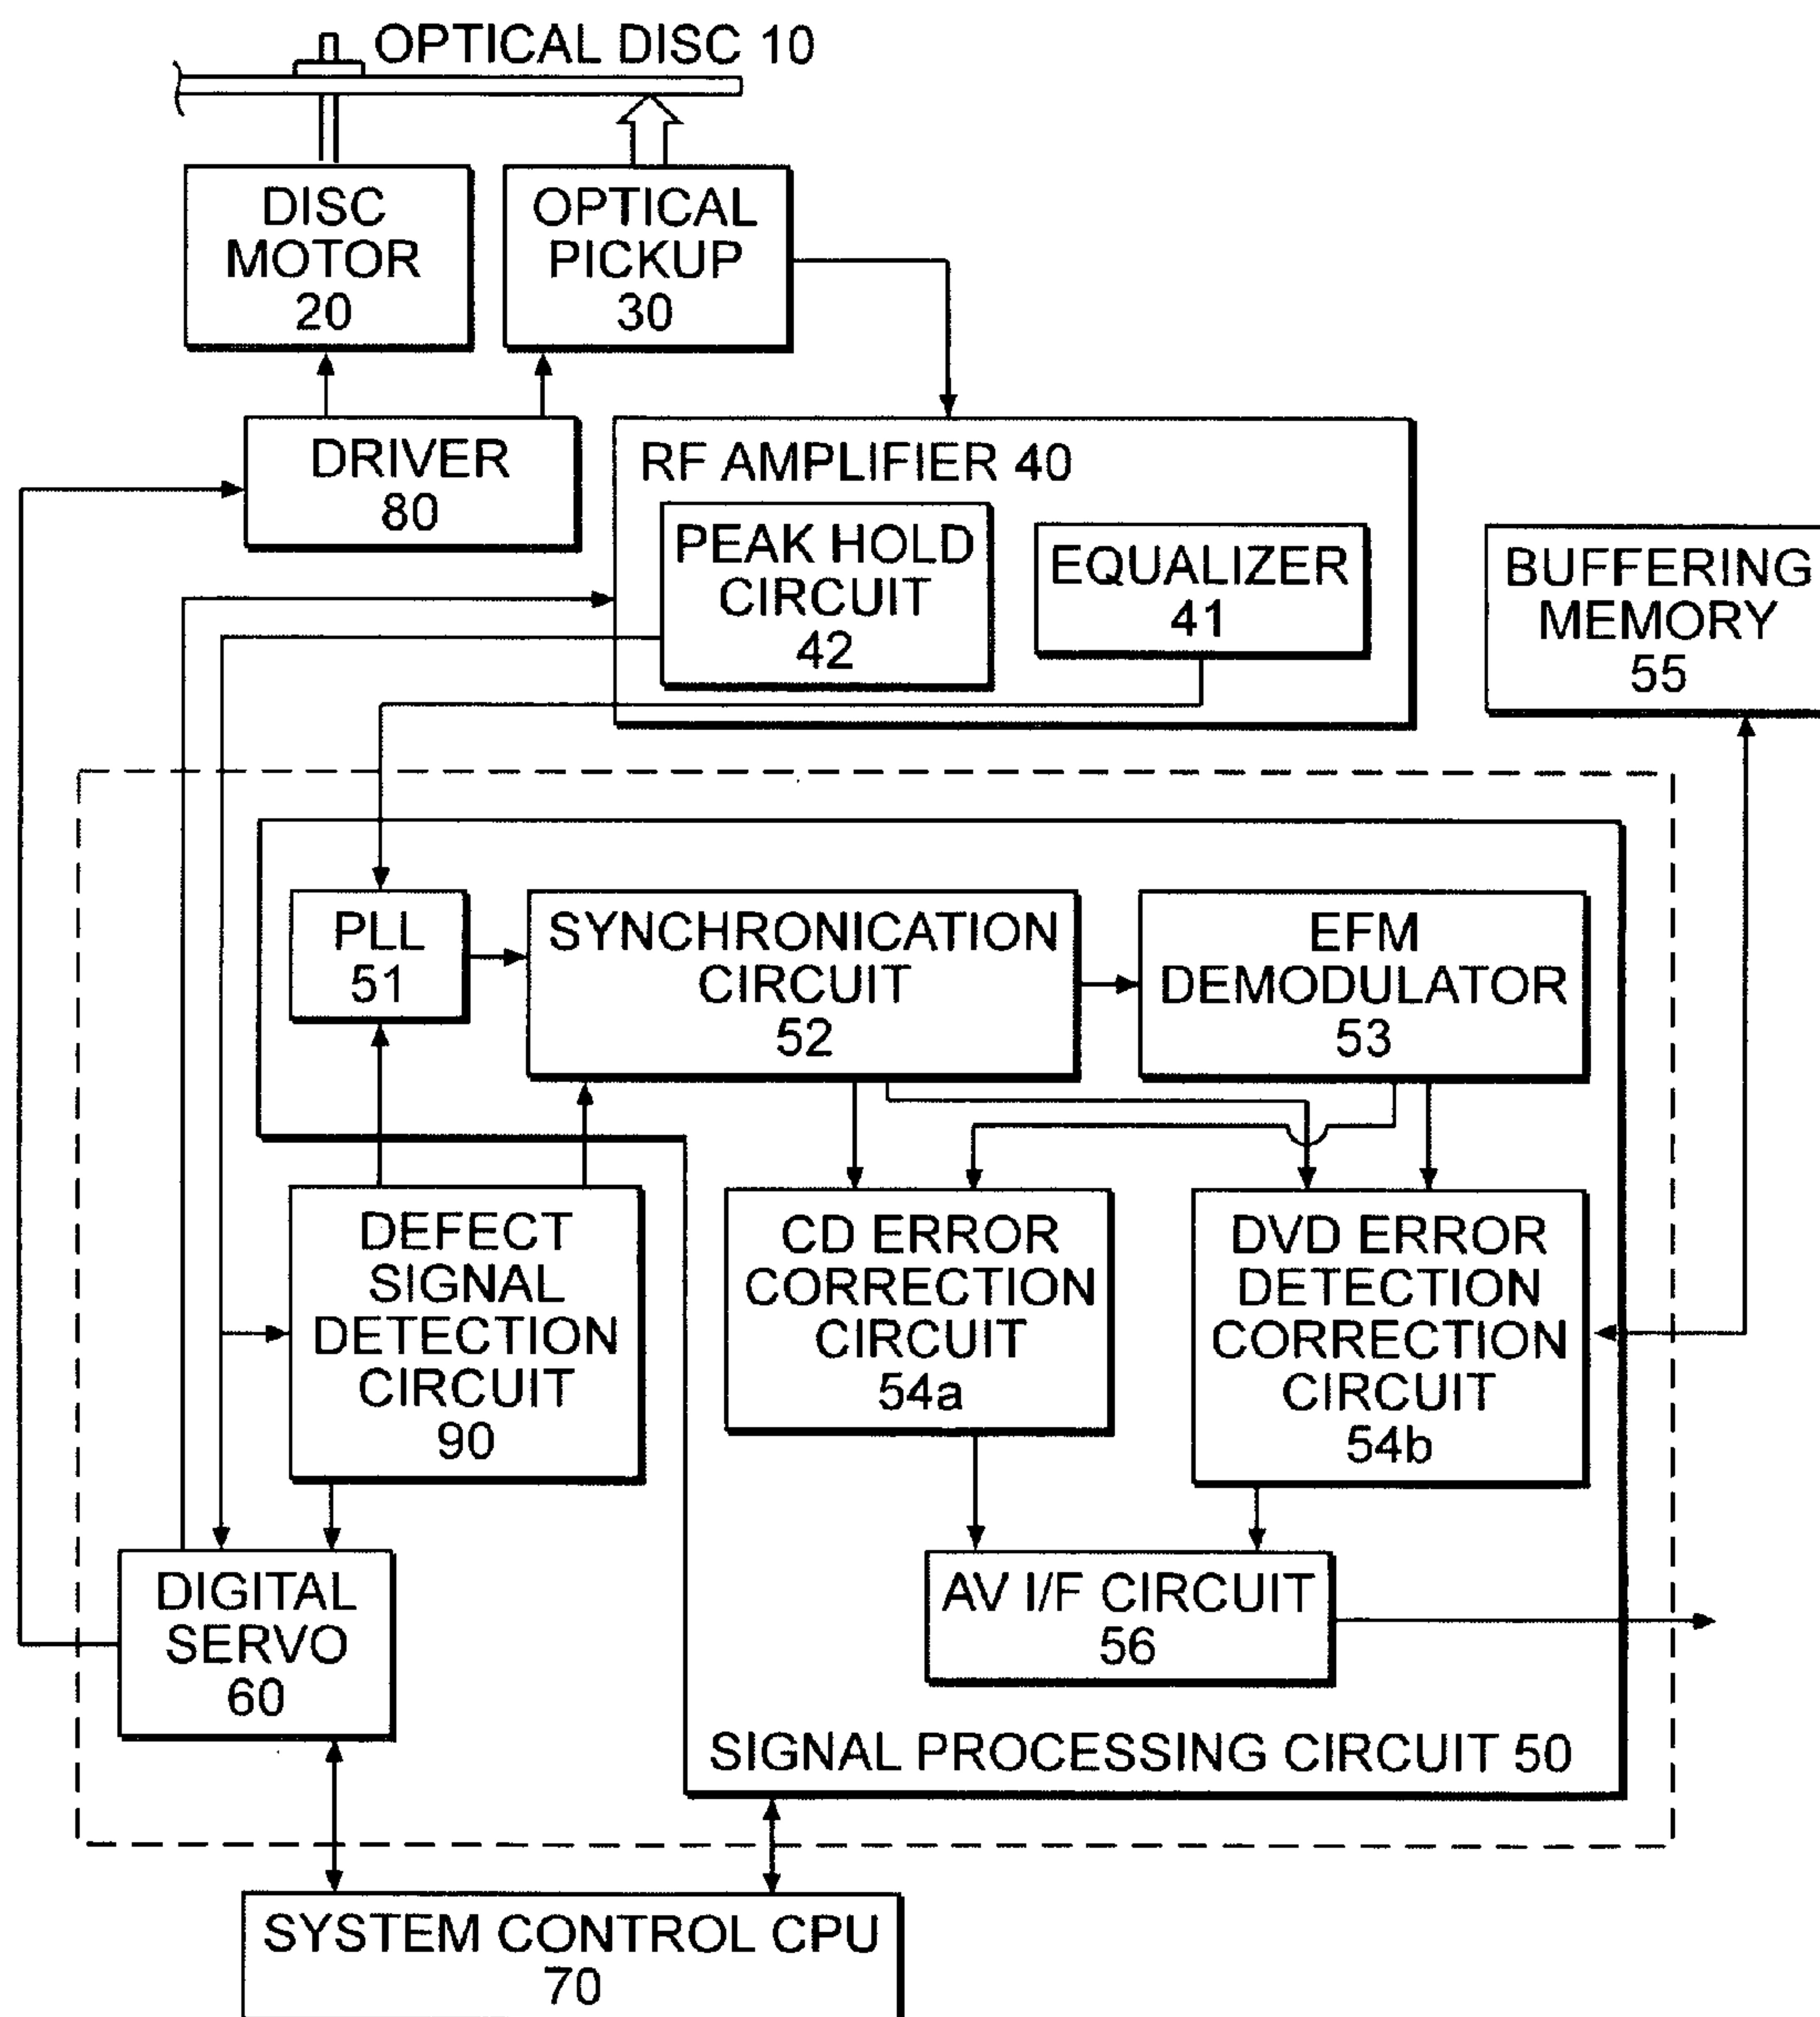 OPTICAL DISC 10
DISC
MOTOR
20
OPTICAL
PICKUP
30
DRIVER
80
RF AMPLIFIER 40
PEAK HOLD
CIRCUIT
42
EQUALIZER
41
BUFFERING
MEMORY
55
PLL
51
SYNCHRONICATION
CIRCUIT
52
EFM
DEMODULATOR
53
DEFECT
SIGNAL
DETECTION
CIRCUIT
90
CD ERROR
CORRECTION
CIRCUIT
54a
DVD ERROR
DETECTION
CORRECTION
CIRCUIT
54b
DIGITAL
SERVO
60
AV I/F CIRCUIT
56
SIGNAL PROCESSING CIRCUIT 50
SYSTEM CONTROL CPU
70